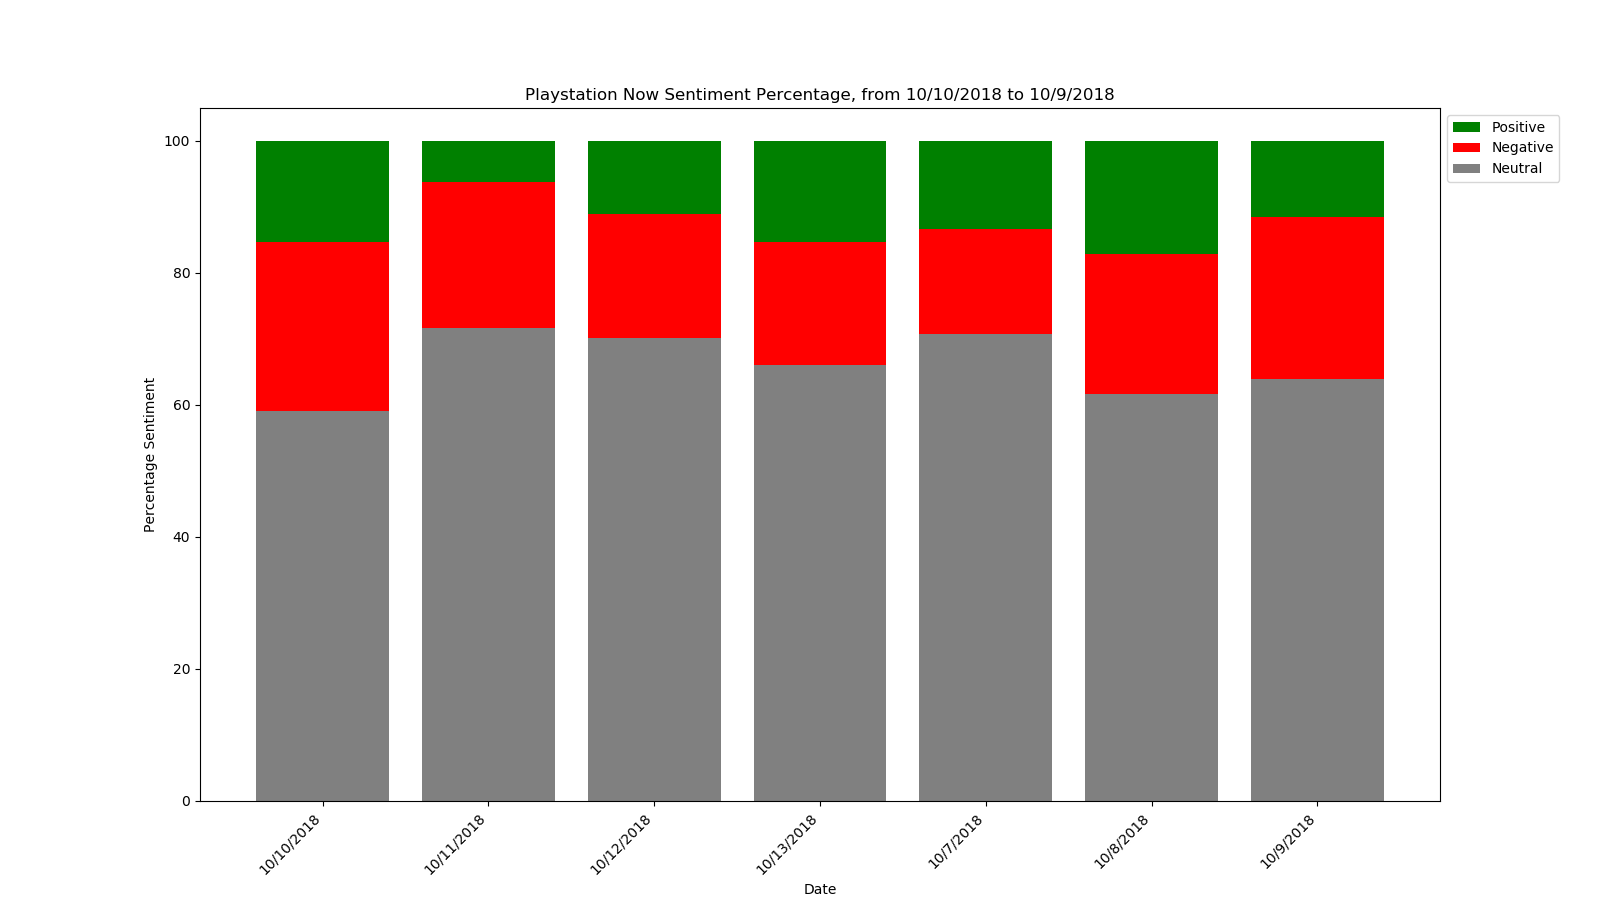 Playstation Now Sentiment Percentage, from 10/10/2018 to 10/9/2018
Positive
Negative
Neutral
Percentage Sentiment
100
80
60
40
20
0
10/10/2018
10/11/2018
10/12/2018
10/13/2018
10/7/2018
10/8/2018
10/9/2018
Date